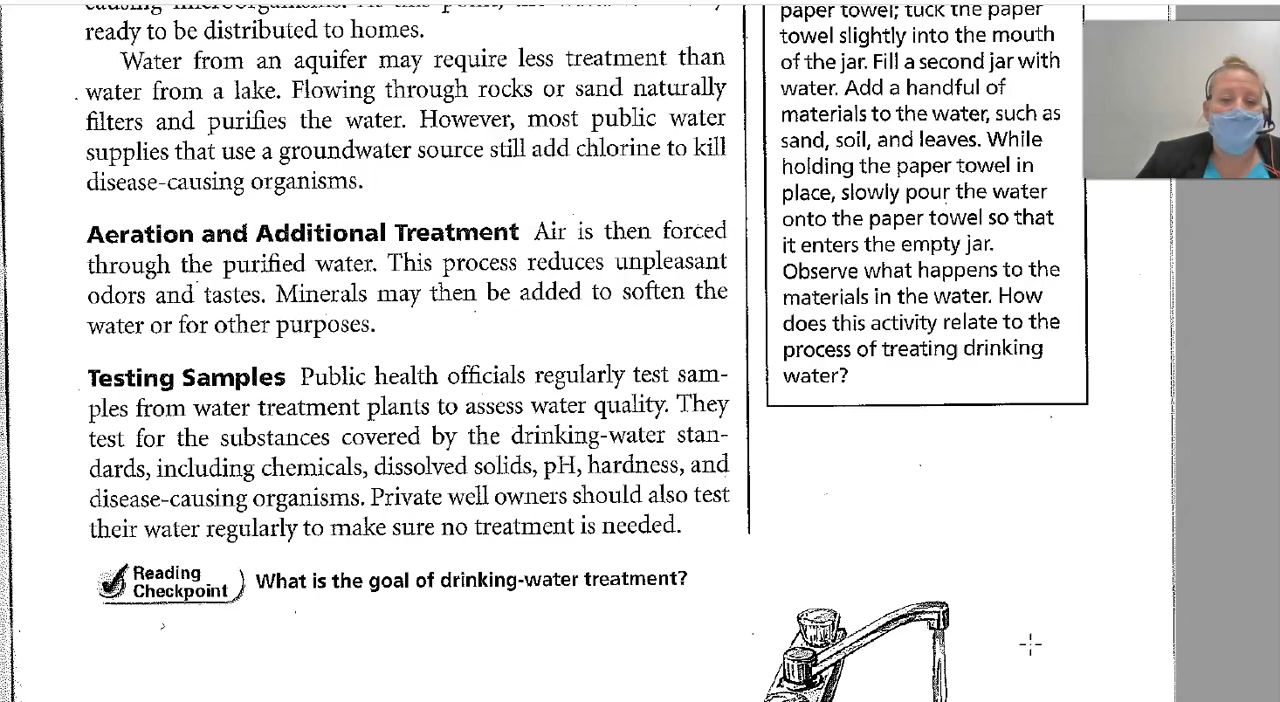 ready to be distributed to homes.
Water from an aquifer may require less treatment than
water from a lake. Flowing through rocks or sand naturally
filters and purifies the water. However, most public water
supplies that use a groundwater source still add chlorine to kill
disease-causing organisms.
Aeration and Additional Treatment Air is then forced
through the purified water. This process reduces unpleasant
odors and tastes. Minerals may then be added to soften the
water or for other purposes.
Testing Samples Public health officials regularly test sam-
ples from water treatment plants to assess water quality. They
test for the substances covered by the drinking-water stan-
dards, including chemicals, dissolved solids, pH, hardness, and
disease-causing organisms. Private well owners should also test
their water regularly to make sure no treatment is needed.
Reading
Checkpoint
What is the goal of drinking-water treatment?
paper towel; tuck the paper
towel slightly into the mouth
of the jar. Fill a second jar with
water. Add a handful of
materials to the water, such as
sand, soil, and leaves. While
holding the paper towel in
place, slowly pour the water
onto the paper towel so that
it enters the empty jar.
Observe what happens to the
materials in the water. How
does this activity relate to the
process of treating drinking
water?